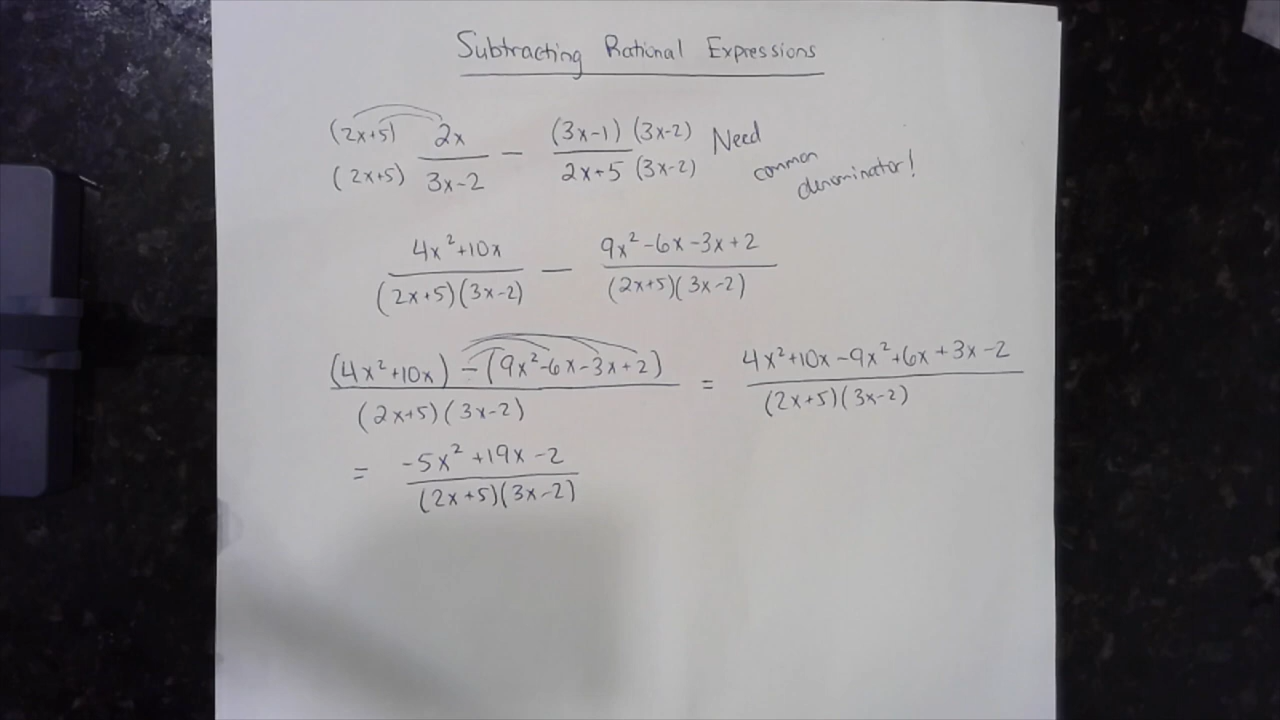 Subtracting Rational Expressions
(2x+5) 2x (3x-1) (3x-2) Need
— common
(2x+5) 3x-2 2x+5 (3x-2) denominator!
4x²+10x 9x²-6x-3x+2
—
(2x+5)(3x-2) (2x+5)(3x-2)
(4x²+10x) - (9x²-6x-3x+2) 4x²+10x-9x²+6x+3x-2
=
(2x+5)(3x-2) (2x+5)(3x-2)
-5x²+19x-2
=
(2x+5)(3x-2)